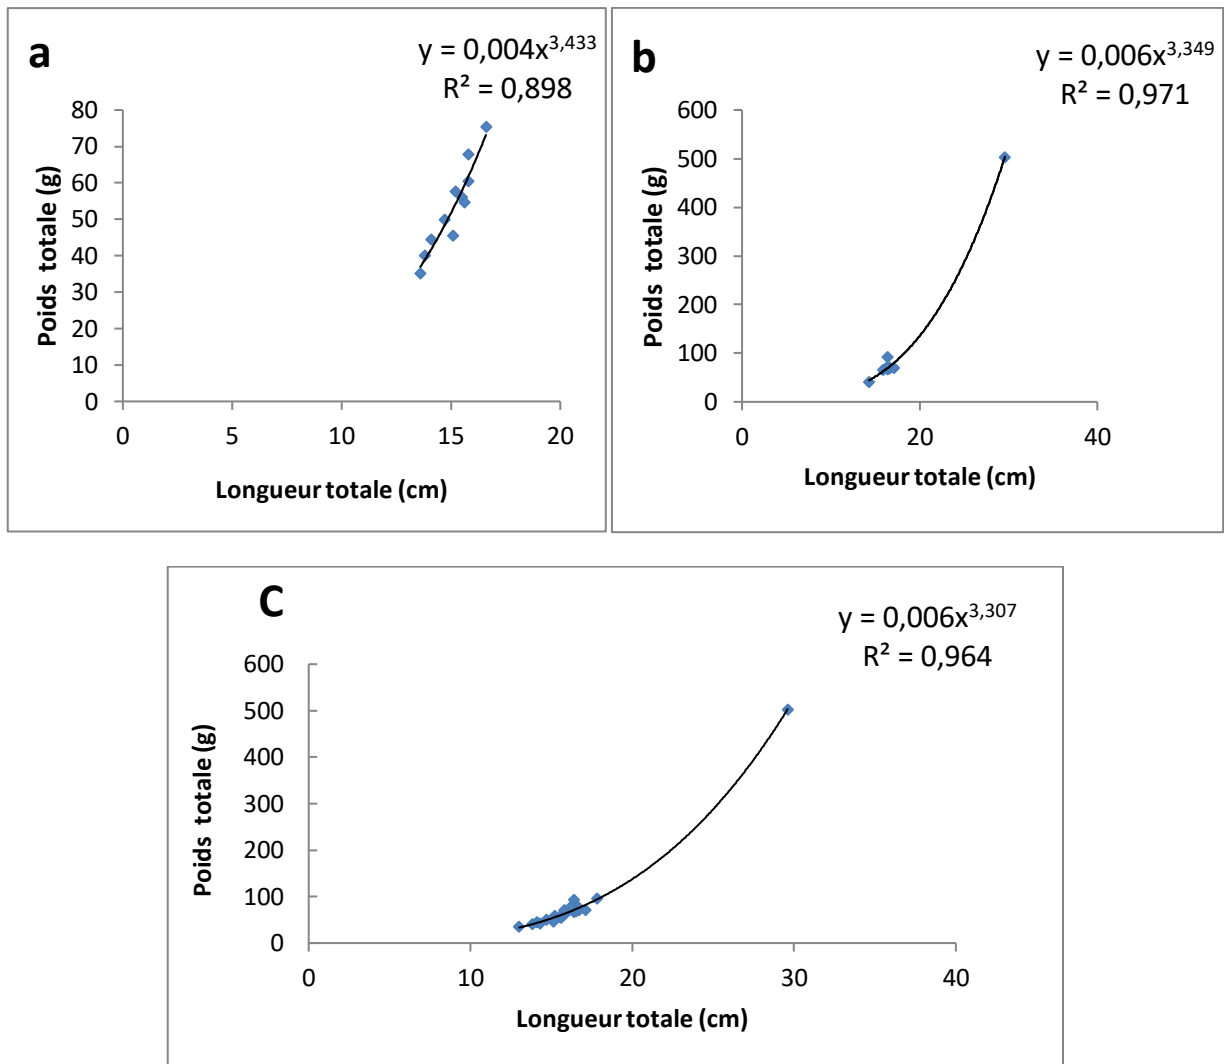 a
y = 0,004x^3,433
R² = 0,898
80
70
60
50
40
30
20
10
0
0 5 10 15 20
Poids totale (g)
Longueur totale (cm)
b
y = 0,006x^3,349
R² = 0,971
600
500
400
300
200
100
0
0 20 40
Poids totale (g)
Longueur totale (cm)
C
y = 0,006x^3,307
R² = 0,964
600
500
400
300
200
100
0
0 10 20 30 40
Poids totale (g)
Longueur totale (cm)